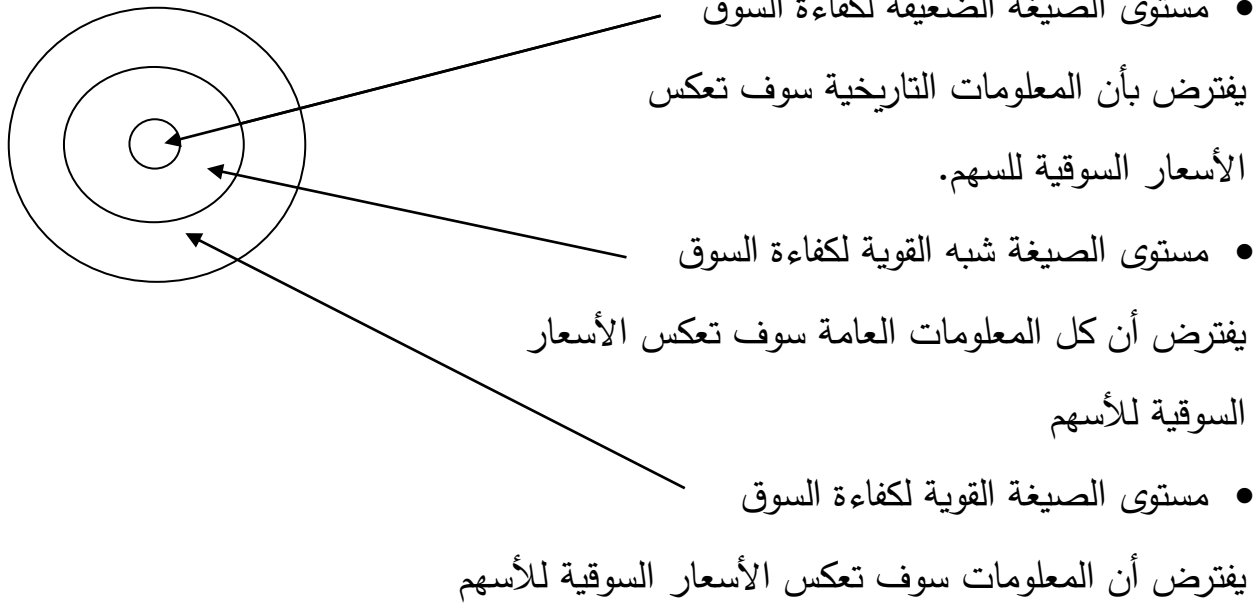 • مستوى الصيغة الضعيفة لكفاءة السوق
يفترض بأن المعلومات التاريخية سوف تعكس
الأسعار السوقية للسهم.
• مستوى الصيغة شبه القوية لكفاءة السوق
يفترض أن كل المعلومات العامة سوف تعكس الأسعار
السوقية للأسهم
• مستوى الصيغة القوية لكفاءة السوق
يفترض أن المعلومات سوف تعكس الأسعار السوقية للأسهم